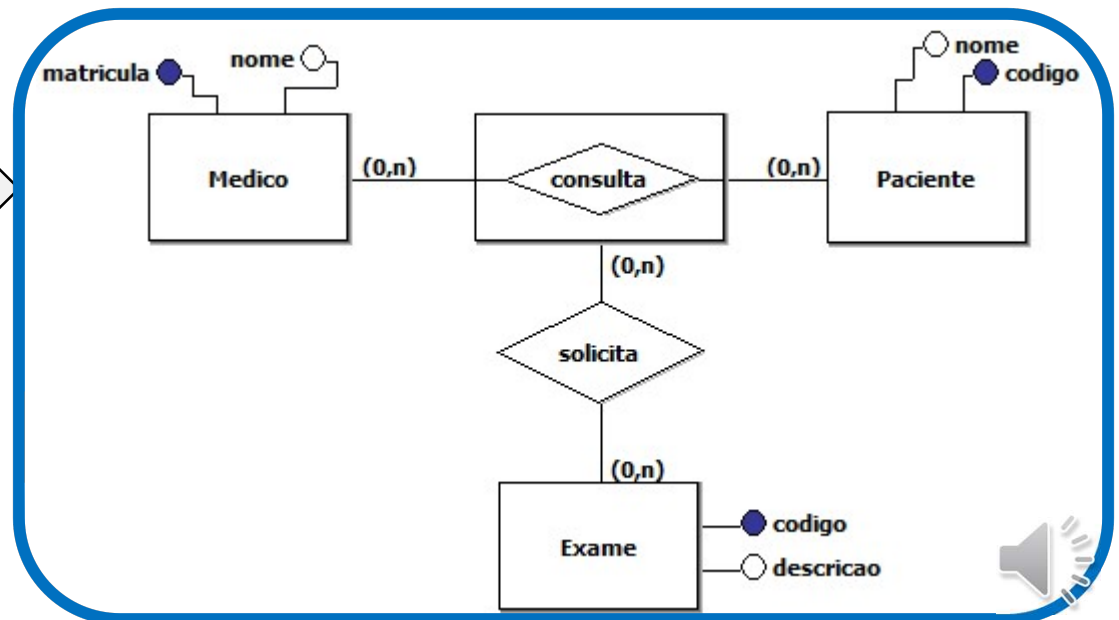 nome
nome
matricula
codigo
Medico
(0,n)
consulta
(0,n)
Paciente
(0,n)
solicita
(0,n)
codigo
Exame
descricao